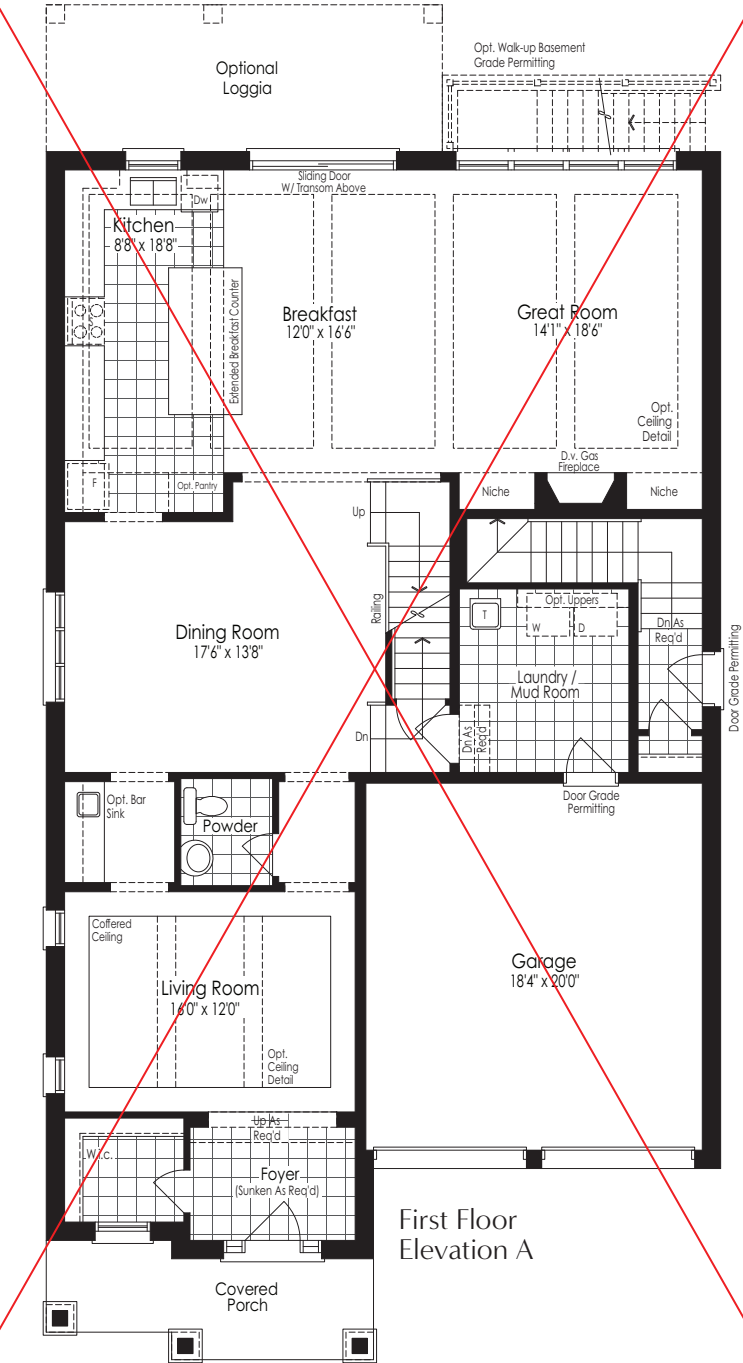 Optional
Loggia
Opt. Walk-up Basement
Grade Permitting
Sliding Door
W/ Transom Above
Dw
Kitchen
8'8" x 18'8"
Extended Breakfast Counter
Breakfast
12'0" x 16'6"
Great Room
14'1" x 18'6"
Opt.
Ceiling
Detail
D.v. Gas
Fireplace
F
Opt. Pantry
Niche
Niche
Up
Railing
Dining Room
17'6" x 13'8"
Opt. Uppers
T
W
D
Laundry /
Mud Room
Dn As
Req'd
Door Grade Permitting
Dn
Dn As
Req'd
Door Grade
Permitting
Opt. Bar
Sink
Powder
Coffered
Ceiling
Living Room
16'0" x 12'0"
Opt.
Ceiling
Detail
Garage
18'4" x 20'0"
Up As
Req'd
W.i.c.
Foyer
(Sunken As Req'd)
First Floor
Elevation A
Covered
Porch